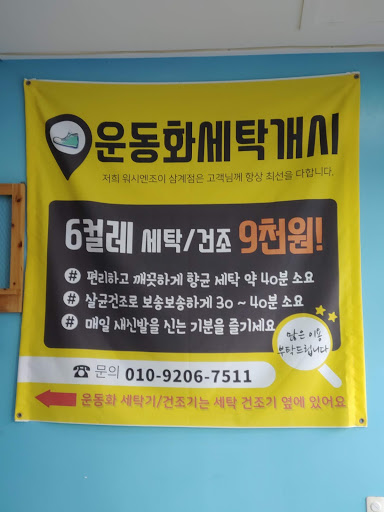 운동화세탁개시
저희 워시엔조이 삼계점은 고객님께 항상 최선을 다합니다.
6켤레 세탁/건조 9천원!
# 편리하고 깨끗하게 향균 세탁 약 40분 소요
# 살균건조로 보송보송하게 30 ~ 40분 소요
# 매일 새신발을 신는 기분을 즐기세요
많은 이용
부탁드립니다
☎ 문의 010-9206-7511
운동화 세탁기/건조기는 세탁 건조기 옆에 있어요